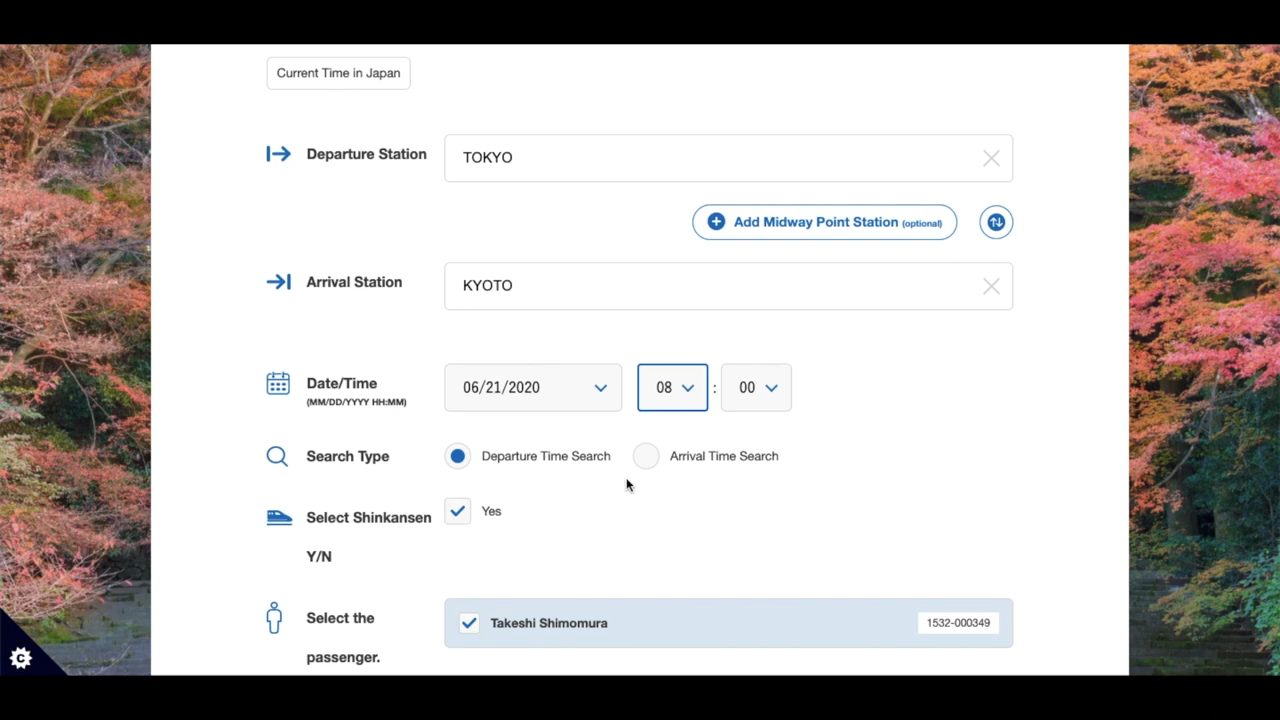 Current Time in Japan
Departure Station
TOKYO
Add Midway Point Station (optional)
Arrival Station
KYOTO
Date/Time
(MM/DD/YYYY HH:MM)
06/21/2020
08 : 00
Search Type
Departure Time Search
Arrival Time Search
Select Shinkansen
Y/N
Yes
Select the
passenger.
Takeshi Shimomura
1532-000349
C